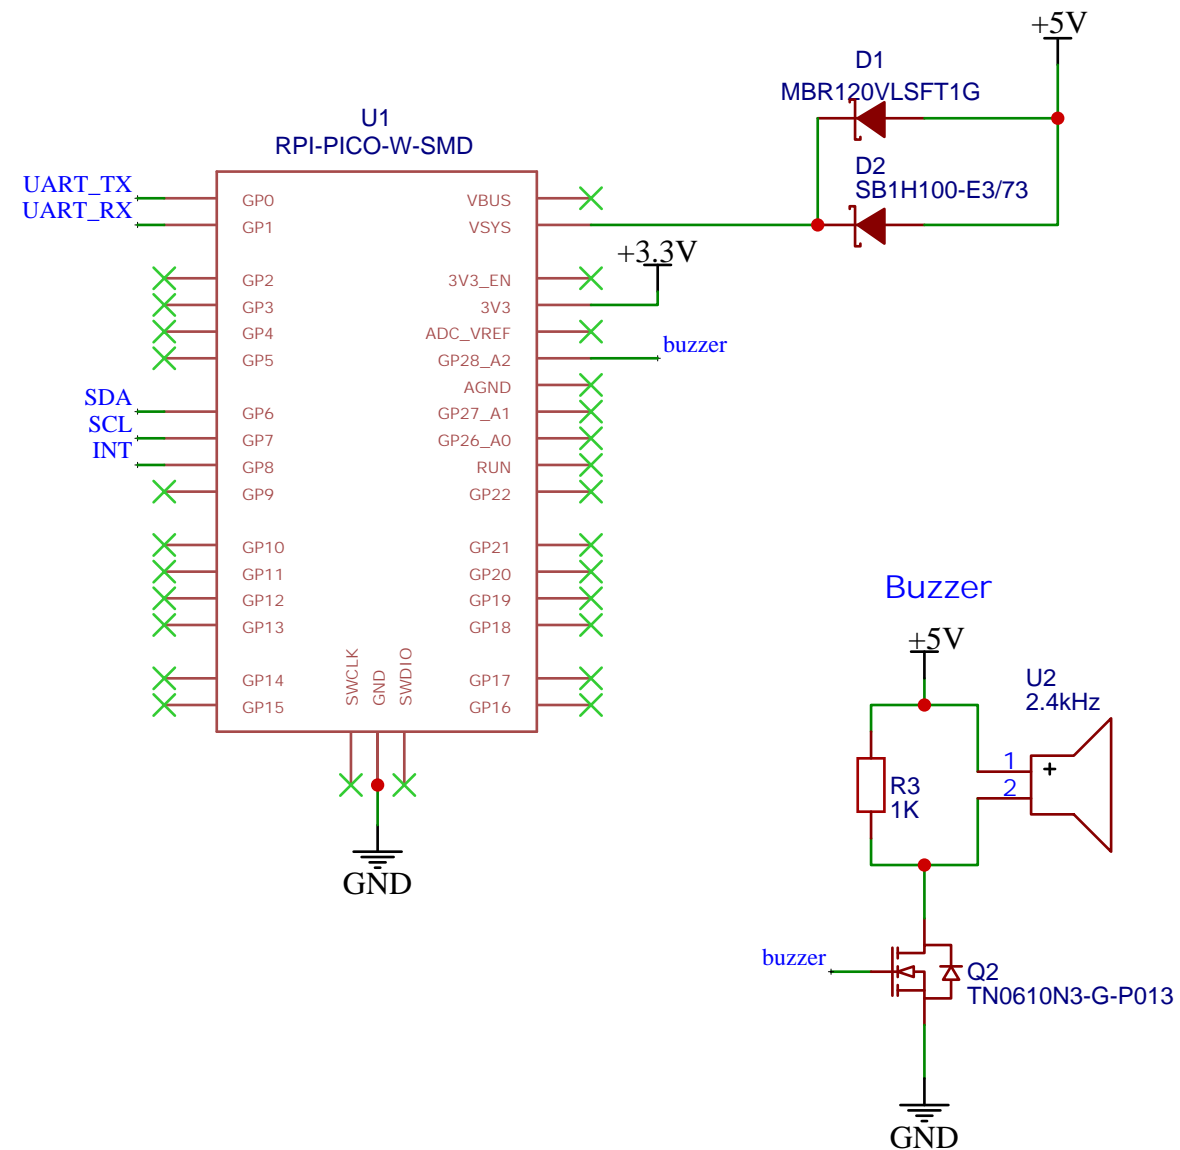 +5V
D1
MBR120VLSFT1G
D2
SB1H100-E3/73
U1
RPI-PICO-W-SMD
UART_TX
UART_RX
GP0
GP1
GP2
GP3
GP4
GP5
SDA
SCL
INT
GP6
GP7
GP8
GP9
GP10
GP11
GP12
GP13
GP14
GP15
SWCLK
GND
SWDIO
VBUS
VSYS
3V3_EN
3V3
ADC_VREF
GP28_A2
AGND
GP27_A1
GP26_A0
RUN
GP22
GP21
GP20
GP19
GP18
GP17
GP16
+3.3V
buzzer
GND
Buzzer
+5V
U2
2.4kHz
1
+
2
R3
1K
buzzer
Q2
TN0610N3-G-P013
GND